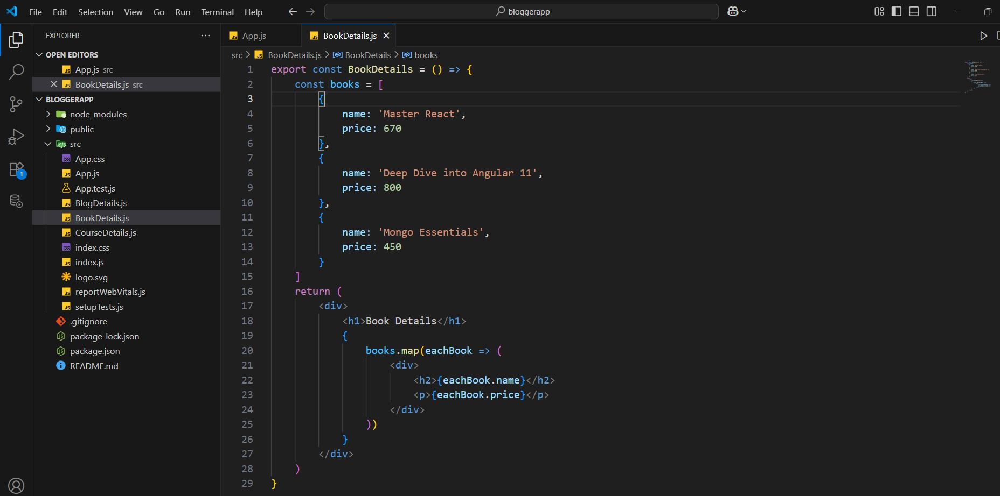 File Edit Selection View Go Run Terminal Help bloggerapp
EXPLORER
OPEN EDITORS
App.js src
BookDetails.js src
BLOGGERAPP
node_modules
public
src
App.css
App.js
App.test.js
BlogDetails.js
BookDetails.js
CourseDetails.js
index.css
index.js
logo.svg
reportWebVitals.js
setupTests.js
.gitignore
package-lock.json
package.json
README.md
1
App.js BookDetails.js
src > BookDetails.js > BookDetails > books
1 export const BookDetails = () => {
2 const books = [
3 {
4 name: 'Master React',
5 price: 670
6 },
7 {
8 name: 'Deep Dive into Angular 11',
9 price: 800
10 },
11 {
12 name: 'Mongo Essentials',
13 price: 450
14 }
15 ]
16 return (
17 <div>
18 <h1>Book Details</h1>
19 {
20 books.map(eachBook => (
21 <div>
22 <h2>{eachBook.name}</h2>
23 <p>{eachBook.price}</p>
24 </div>
25 ))
26 }
27 </div>
28 )
29 }